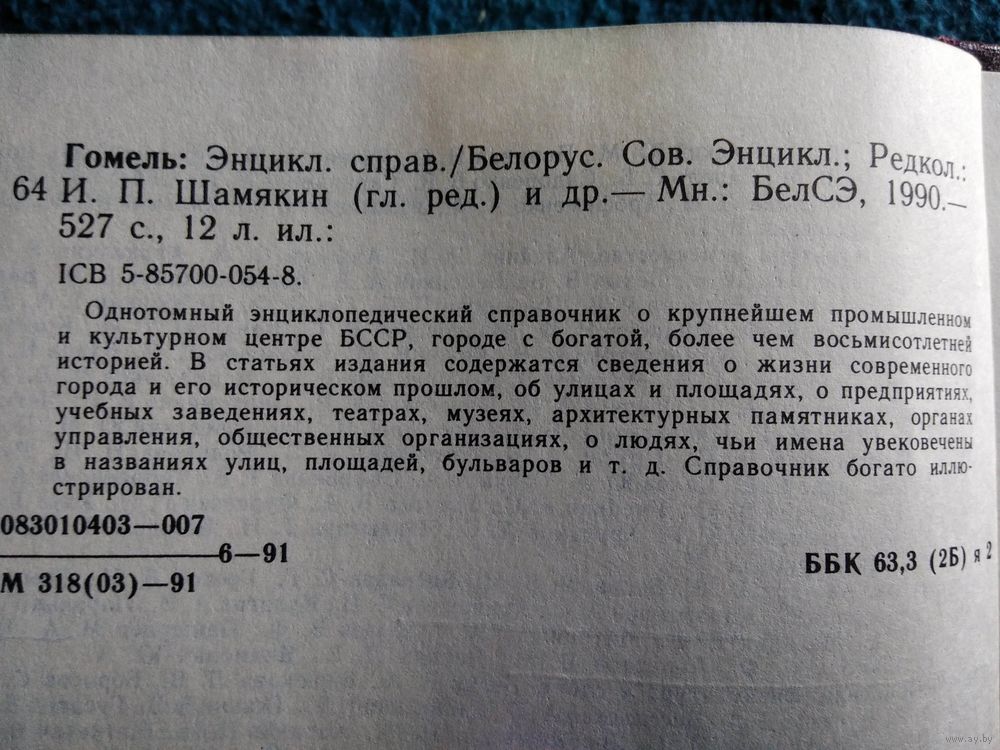 Гомель: Энцикл. справ./Белорус. Сов. Энцикл.; Редкол.:
64 И. П. Шамякин (гл. ред.) и др.— Мн.: БелСЭ, 1990.—
527 с., 12 л. ил.:
ІСВ 5-85700-054-8.
Однотомный энциклопедический справочник о крупнейшем промышленном
и культурном центре БССР, городе с богатой, более чем восьмисотлетней
историей. В статьях издания содержатся сведения о жизни современного
города и его историческом прошлом, об улицах и площадях, о предприятиях,
учебных заведениях, театрах, музеях, архитектурных памятниках, органах
управления, общественных организациях, о людях, чьи имена увековечены
в названиях улиц, площадей, бульваров и т. д. Справочник богато иллю-
стрирован.
083010403—007
6—91
М 318(03)—91
ББК 63,3 (2Б) я 2
www.ay.by